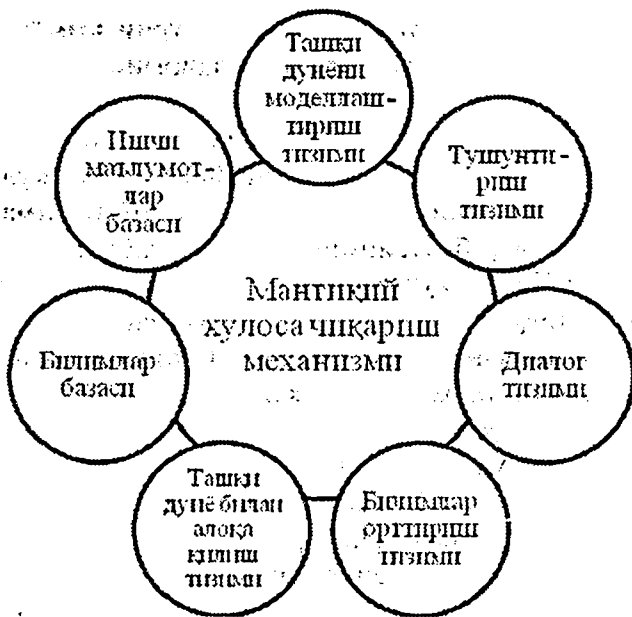 Ташқи
дунёни
моделлаш-
тириш
тизими
Тушунти-
риш
тизими
Диалог
тизими
Билимлар
орттириш
тизими
Ташқи
дунё билан
алоқа
қилиш
тизими
Билимлар
базаси
Ишчи
маълумот-
лар
базаси
Мантиқий
хулоса чиқариш
механизми